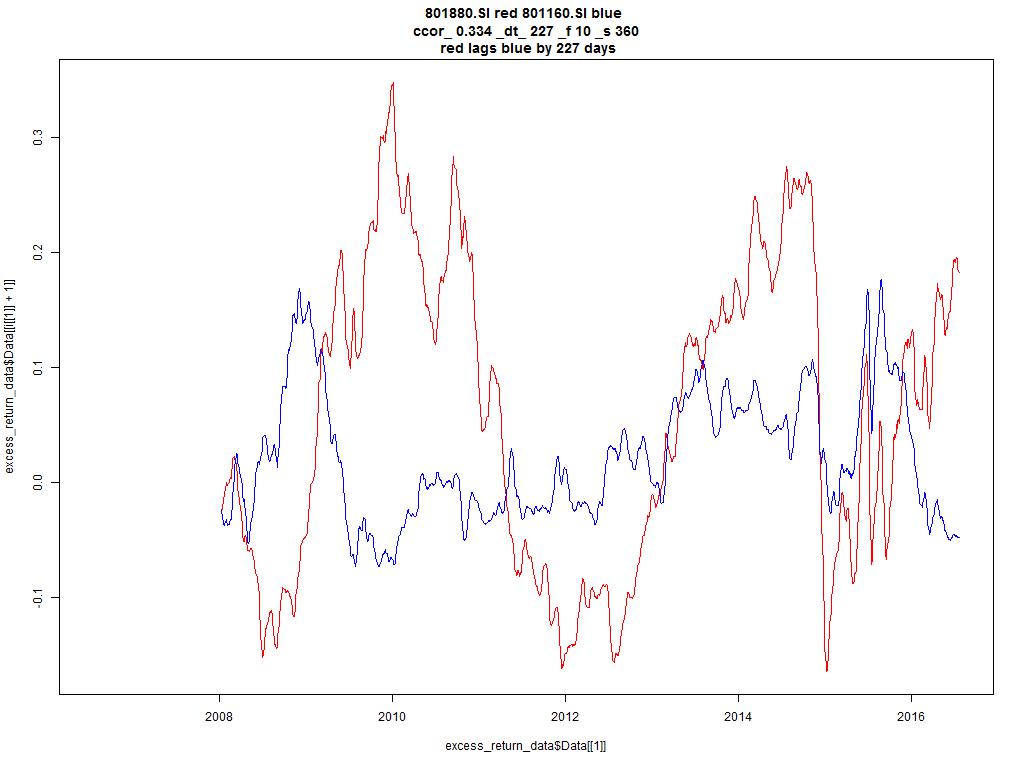 801880.SI red 801160.SI blue
ccor_ 0.334 _dt_ 227 _f 10 _s 360
red lags blue by 227 days
0.3
0.2
0.1
0.0
-0.1
excess_return_data$Data[[i[1]] + 1]]
2008
2010
2012
2014
2016
excess_return_data$Data[[1]]